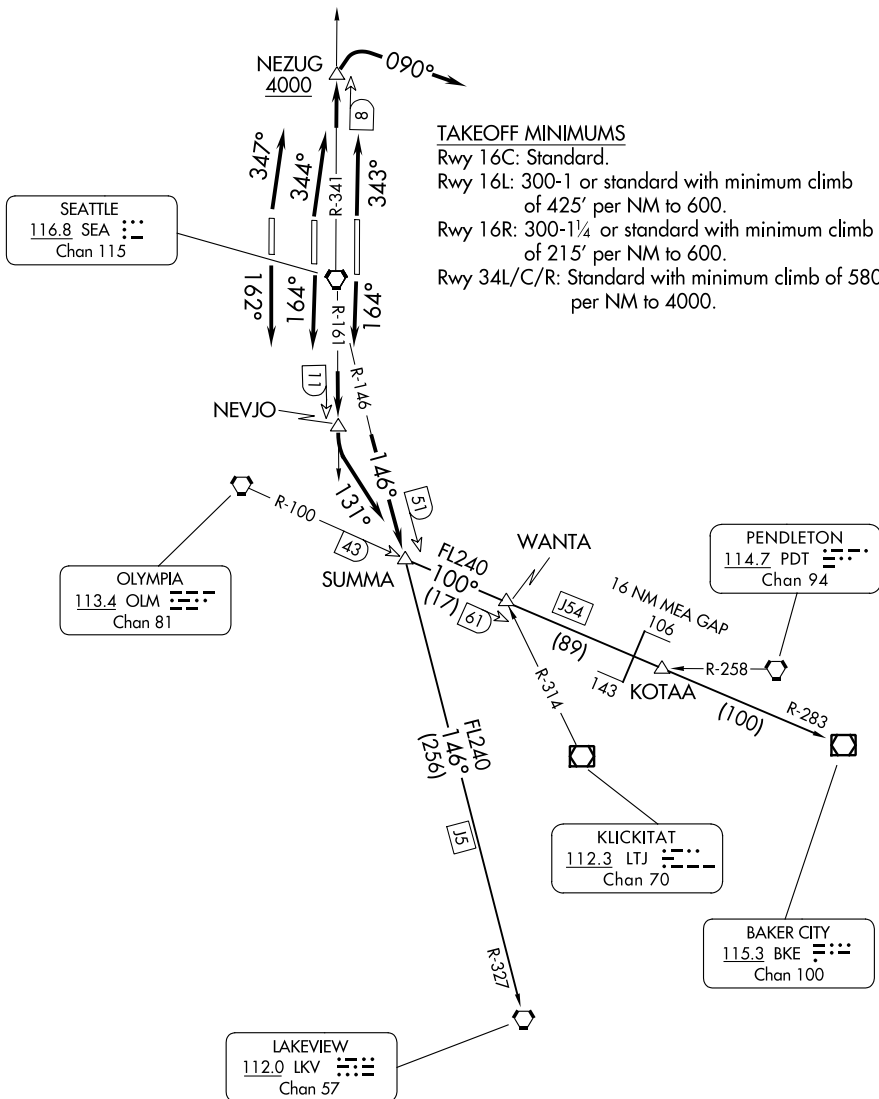 NEZUG
4000
090°
8
347°
344°
343°
R-341
TAKEOFF MINIMUMS
Rwy 16C: Standard.
Rwy 16L: 300-1 or standard with minimum climb
of 425' per NM to 600.
Rwy 16R: 300-1¼ or standard with minimum climb
of 215' per NM to 600.
Rwy 34L/C/R: Standard with minimum climb of 580
per NM to 4000.
SEATTLE
116.8 SEA
Chan 115
162°
164°
164°
R-161
11
R-146
NEVJO
146°
131°
51
R-100
43
SUMMA
OLYMPIA
113.4 OLM
Chan 81
FL240
100°
(17)
61
WANTA
J54
(89)
16 NM MEA GAP
106
143
KOTAA
R-258
PENDLETON
114.7 PDT
Chan 94
R-314
(100)
R-283
FL240
146°
(256)
J5
KLICKITAT
112.3 LTJ
Chan 70
BAKER CITY
115.3 BKE
Chan 100
R-327
LAKEVIEW
112.0 LKV
Chan 57